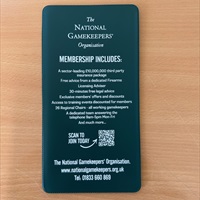 The
NATIONAL
GAMEKEEPERS'
Organisation
MEMBERSHIP INCLUDES:
A sector-leading £10,000,000 third party
insurance package
Free advice from a dedicated Firearms
Licensing Advisor
30-minutes free legal advice
Exclusive members' offers and discounts
Access to training events discounted for members
26 Regional Chairs - all working gamekeepers
A dedicated team answering the
telephone 8am-5pm Mon-Fri
And much more...
SCAN TO
JOIN TODAY
The National Gamekeepers' Organisation.
www.nationalgamekeepers.org.uk
Tel. 01833 660 869